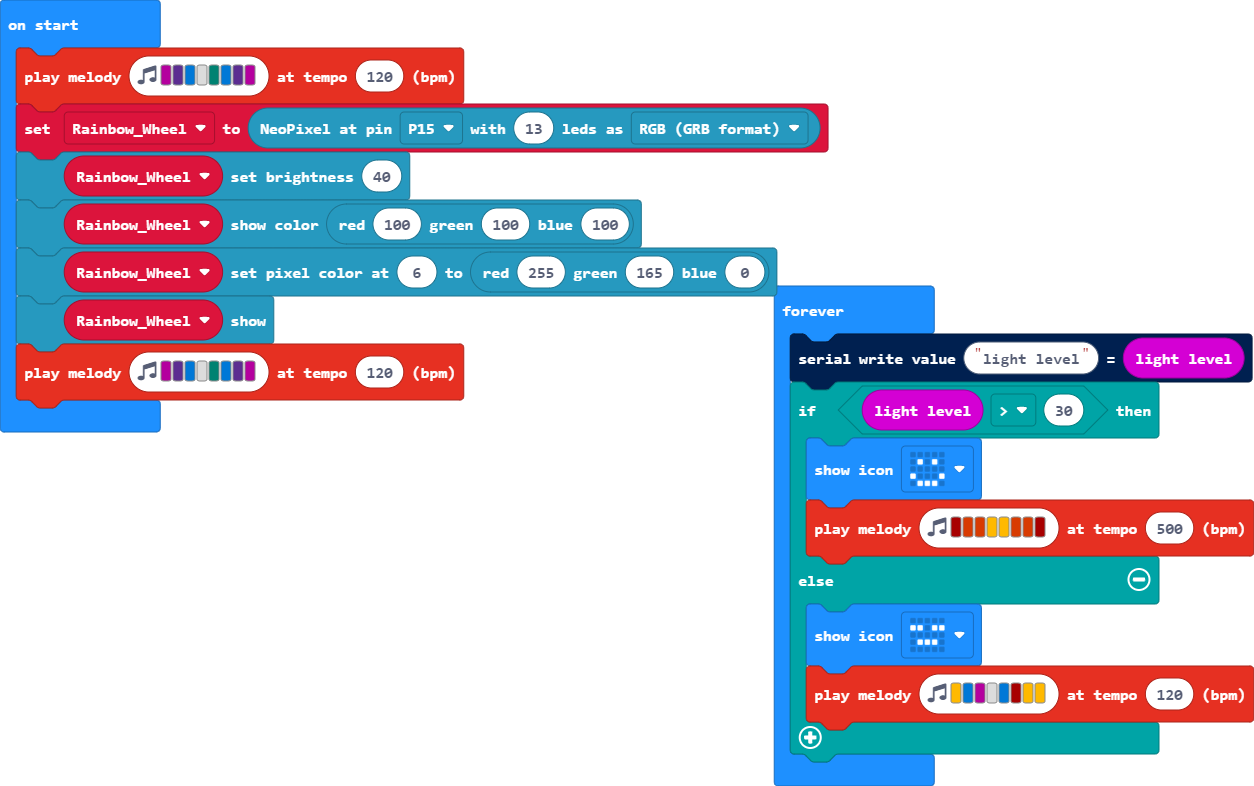 on start
play melody at tempo 120 (bpm)
set Rainbow_Wheel to NeoPixel at pin P15 with 13 leds as RGB (GRB format)
Rainbow_Wheel set brightness 40
Rainbow_Wheel show color red 100 green 100 blue 100
Rainbow_Wheel set pixel color at 6 to red 255 green 165 blue 0
Rainbow_Wheel show
play melody at tempo 120 (bpm)
forever
serial write value "light level" = light level
if light level > 30 then
show icon
play melody at tempo 500 (bpm)
else
show icon
play melody at tempo 120 (bpm)